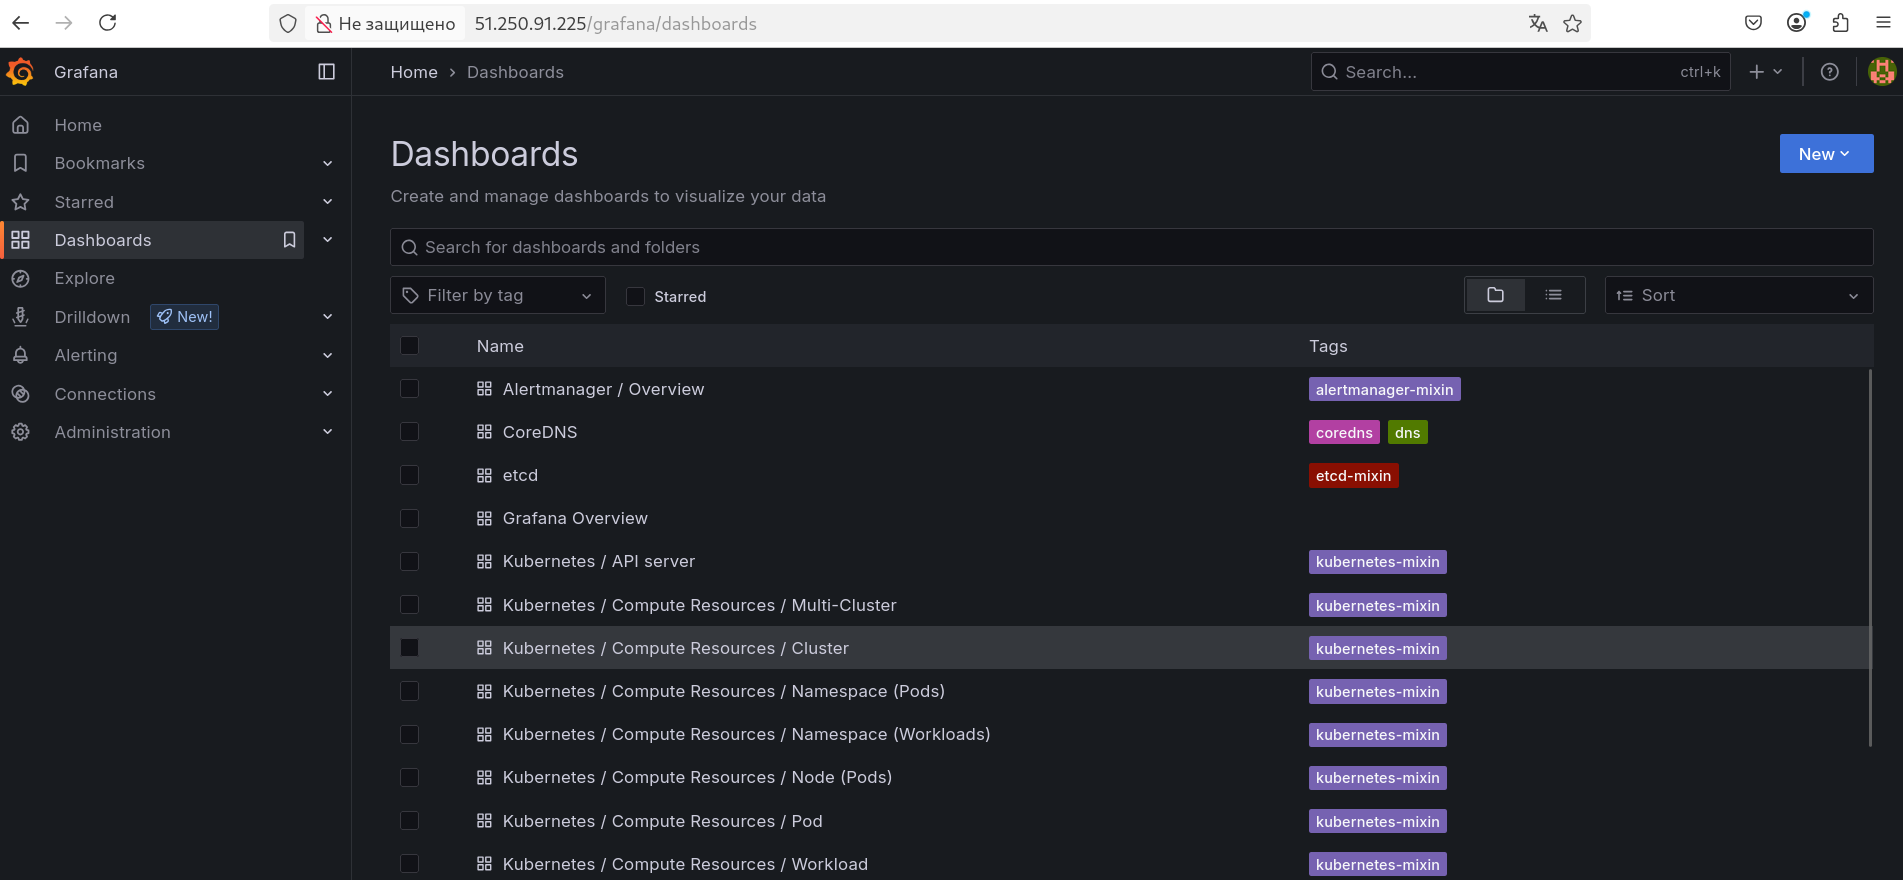 Не защищено 51.250.91.225/grafana/dashboards
Grafana
Home › Dashboards
Search... ctrl+k
Home
Bookmarks
Starred
Dashboards
Explore
Drilldown New!
Alerting
Connections
Administration
Dashboards
New
Create and manage dashboards to visualize your data
Search for dashboards and folders
Filter by tag Starred Sort
Name Tags
Alertmanager / Overview alertmanager-mixin
CoreDNS coredns dns
etcd etcd-mixin
Grafana Overview
Kubernetes / API server kubernetes-mixin
Kubernetes / Compute Resources / Multi-Cluster kubernetes-mixin
Kubernetes / Compute Resources / Cluster kubernetes-mixin
Kubernetes / Compute Resources / Namespace (Pods) kubernetes-mixin
Kubernetes / Compute Resources / Namespace (Workloads) kubernetes-mixin
Kubernetes / Compute Resources / Node (Pods) kubernetes-mixin
Kubernetes / Compute Resources / Pod kubernetes-mixin
Kubernetes / Compute Resources / Workload kubernetes-mixin